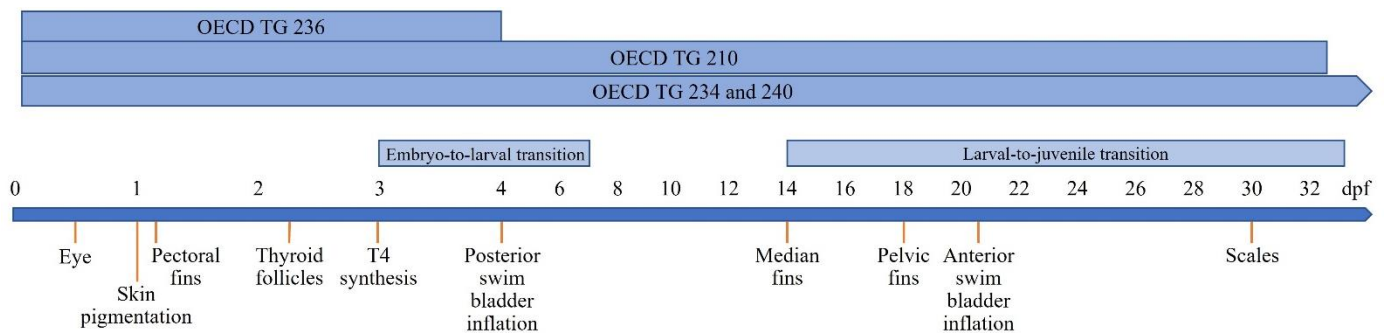 OECD TG 236
OECD TG 210
OECD TG 234 and 240
Embryo-to-larval transition
Larval-to-juvenile transition
0 1 2 3 4 6 8 10 12 14 16 18 20 22 24 26 28 30 32 dpf
Eye
Skin
pigmentation
Pectoral
fins
Thyroid
follicles
T4
synthesis
Posterior
swim
bladder
inflation
Median
fins
Pelvic
fins
Anterior
swim
bladder
inflation
Scales